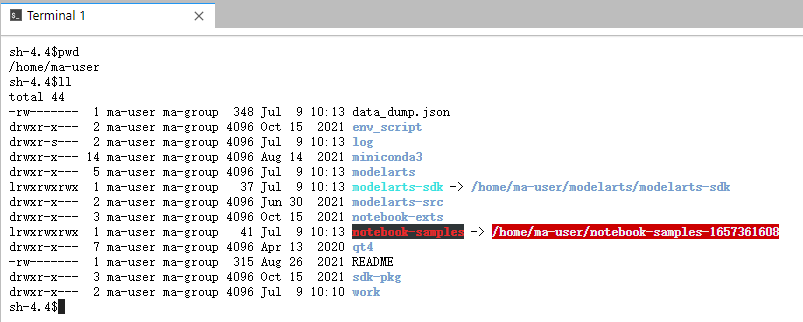 Terminal 1
sh-4.4$pwd
/home/ma-user
sh-4.4$ll
total 44
-rw------- 1 ma-user ma-group 348 Jul 9 10:13 data_dump.json
drwxr-x--- 2 ma-user ma-group 4096 Oct 15 2021 env_script
drwxr-s--- 2 ma-user ma-group 4096 Jul 9 10:13 log
drwxr-x--- 14 ma-user ma-group 4096 Aug 14 2021 miniconda3
drwxr-x--- 5 ma-user ma-group 4096 Jul 9 10:13 modelarts
lrwxrwxrwx 1 ma-user ma-group 37 Jul 9 10:13 modelarts-sdk -> /home/ma-user/modelarts/modelarts-sdk
drwxr-x--- 2 ma-user ma-group 4096 Jun 30 2021 modelarts-src
drwxr-x--- 3 ma-user ma-group 4096 Oct 15 2021 notebook-exts
lrwxrwxrwx 1 ma-user ma-group 41 Jul 9 10:13 notebook-samples -> /home/ma-user/notebook-samples-1657361608
drwxr-x--- 7 ma-user ma-group 4096 Apr 13 2020 qt4
-rw------- 1 ma-user ma-group 315 Aug 26 2021 README
drwxr-x--- 3 ma-user ma-group 4096 Oct 15 2021 sdk-pkg
drwxr-x--- 2 ma-user ma-group 4096 Jul 9 10:10 work
sh-4.4$